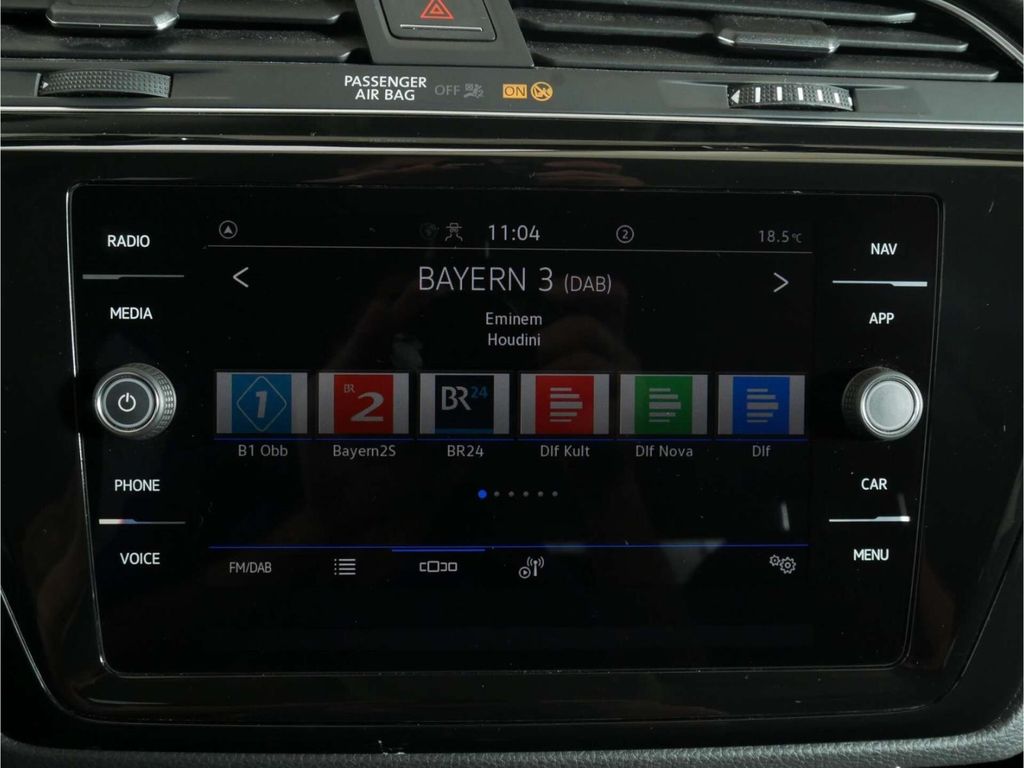 PASSENGER
AIR BAG
OFF
ON
RADIO
MEDIA
PHONE
VOICE
11:04
2
18.5°C
BAYERN 3 (DAB)
Eminem
Houdini
1
BR
2
BR24
B1 Obb
Bayern2S
BR24
Dlf Kult
Dlf Nova
Dlf
FM/DAB
NAV
APP
CAR
MENU